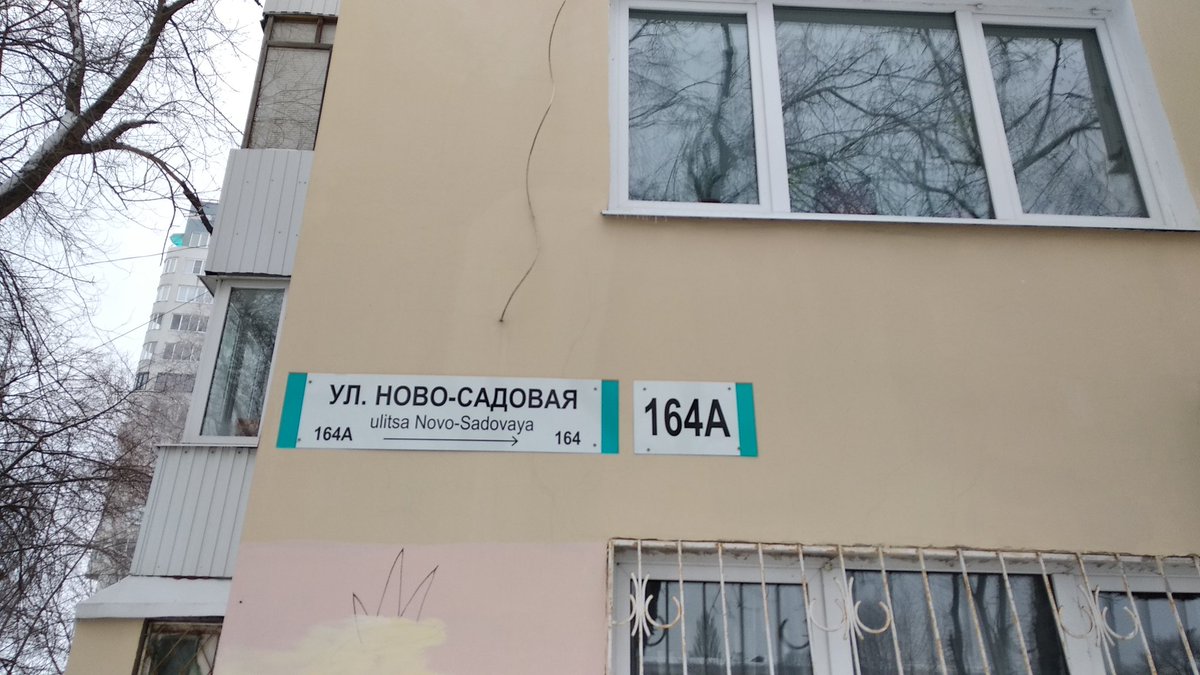 УЛ. НОВО-САДОВАЯ
ulitsa Novo-Sadovaya
164А 164
164А